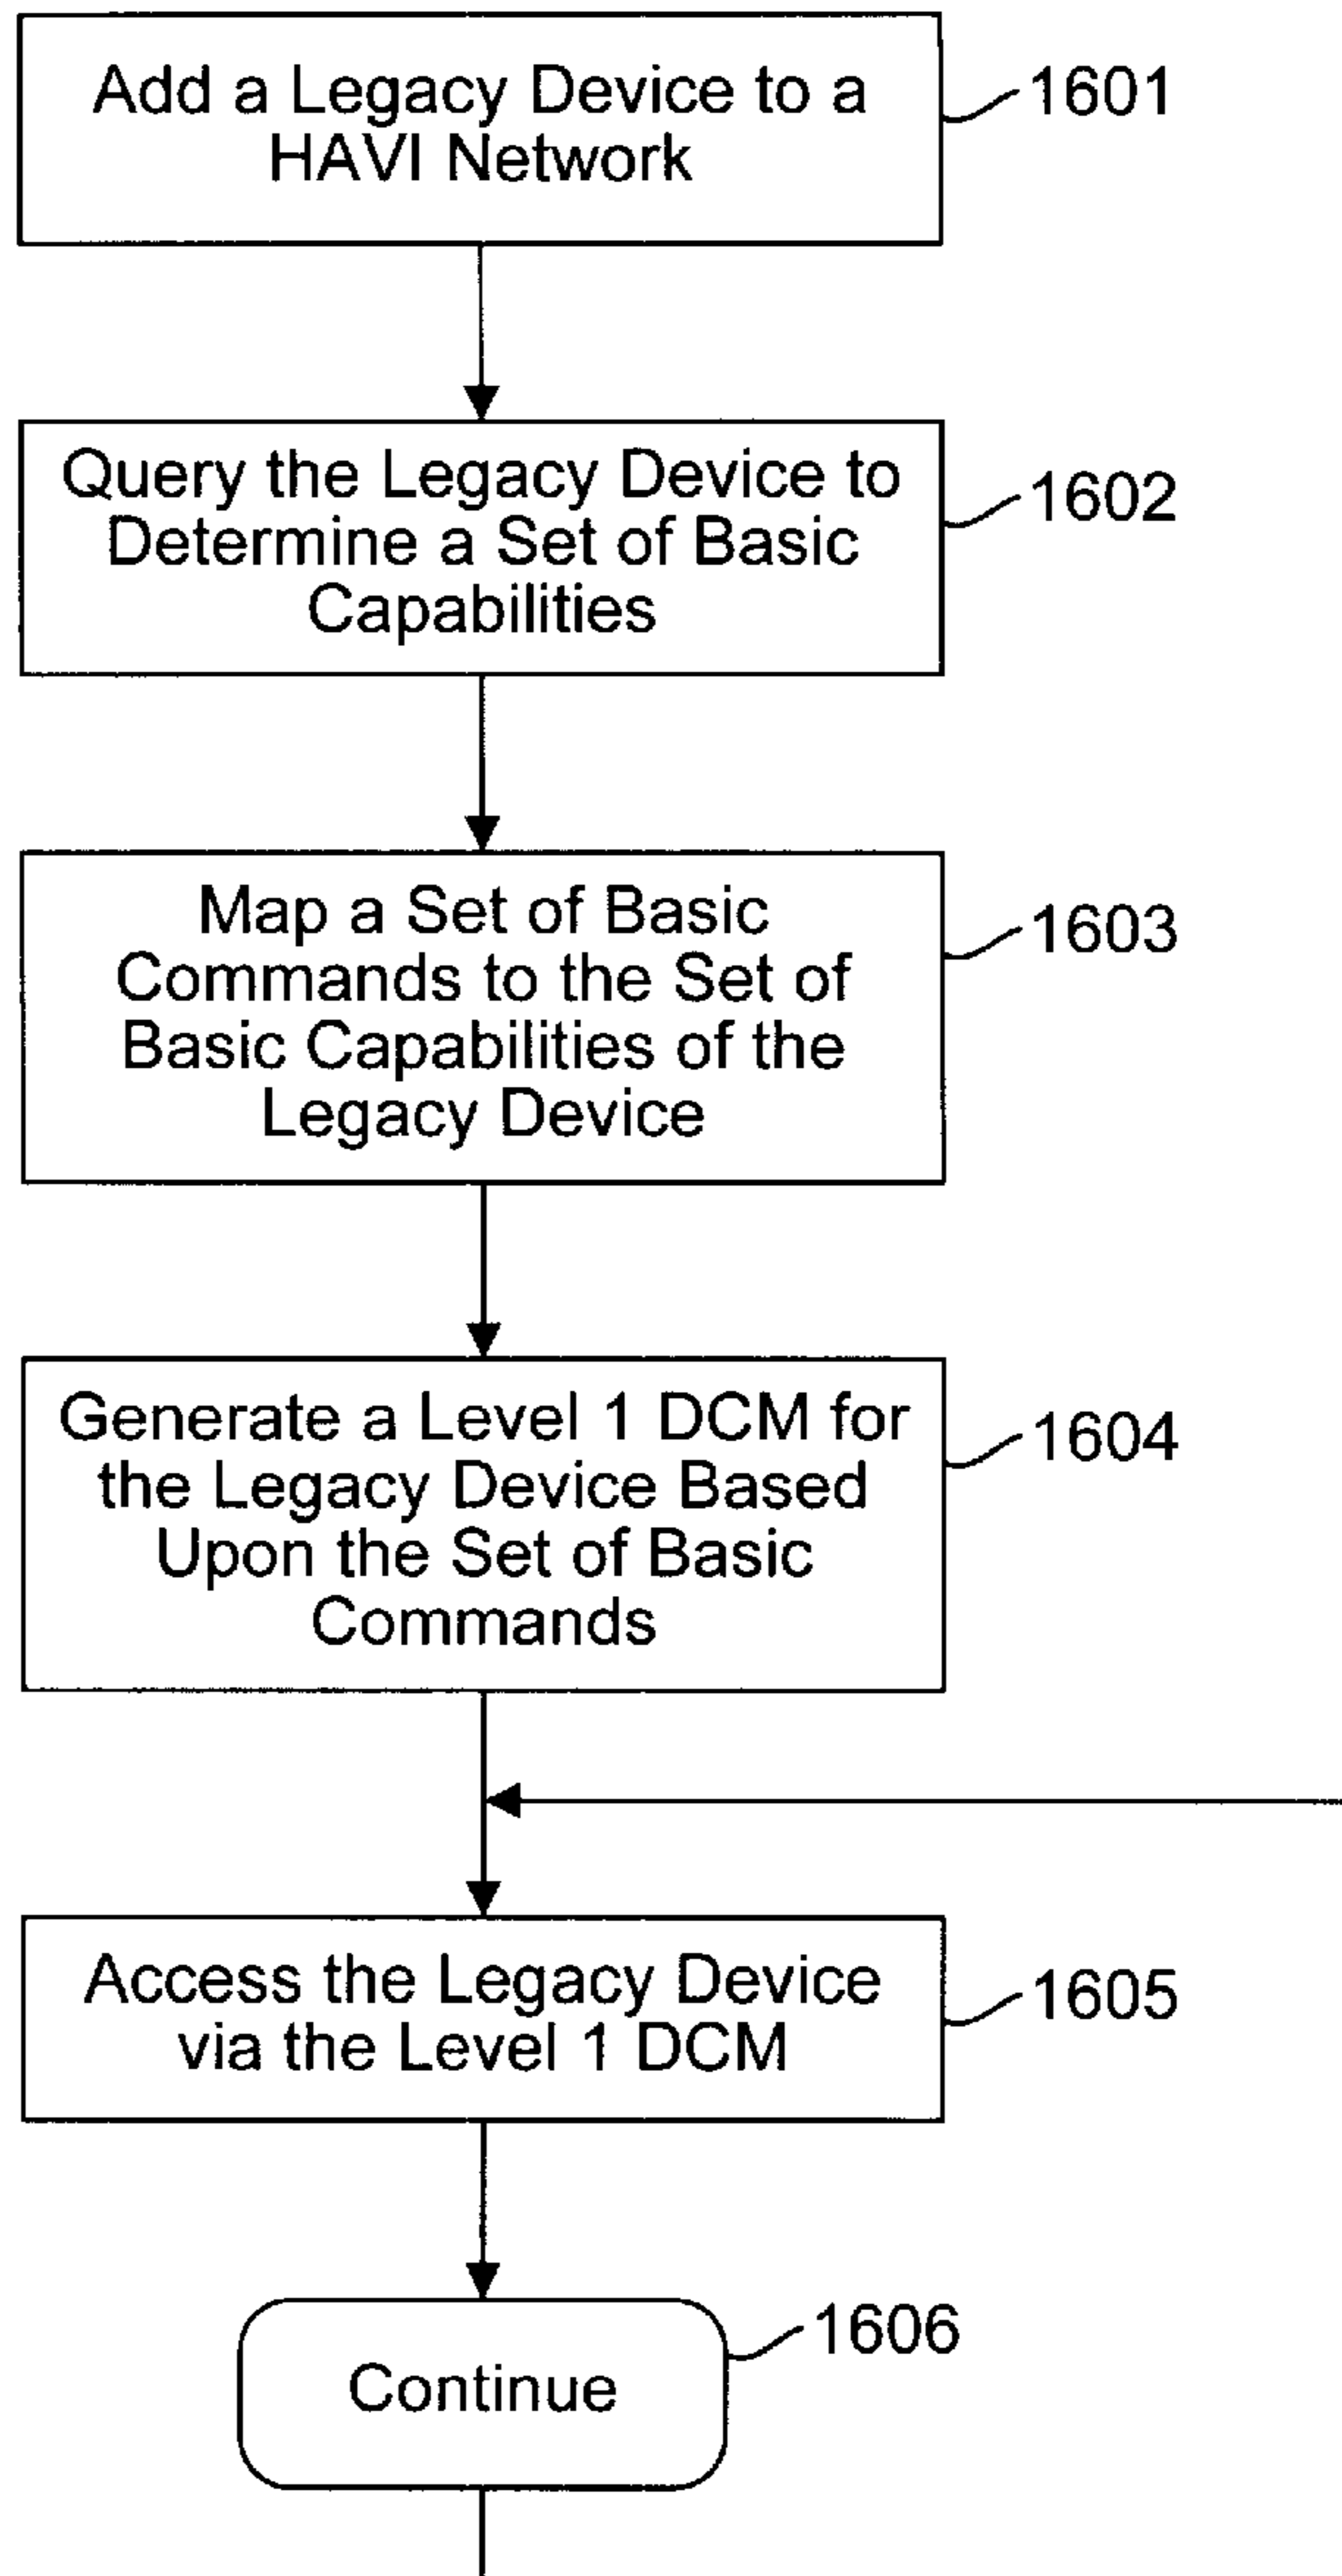 Add a Legacy Device to a
HAVI Network
1601
Query the Legacy Device to
Determine a Set of Basic
Capabilities
1602
Map a Set of Basic
Commands to the Set of
Basic Capabilities of the
Legacy Device
1603
Generate a Level 1 DCM for
the Legacy Device Based
Upon the Set of Basic
Commands
1604
Access the Legacy Device
via the Level 1 DCM
1605
Continue
1606